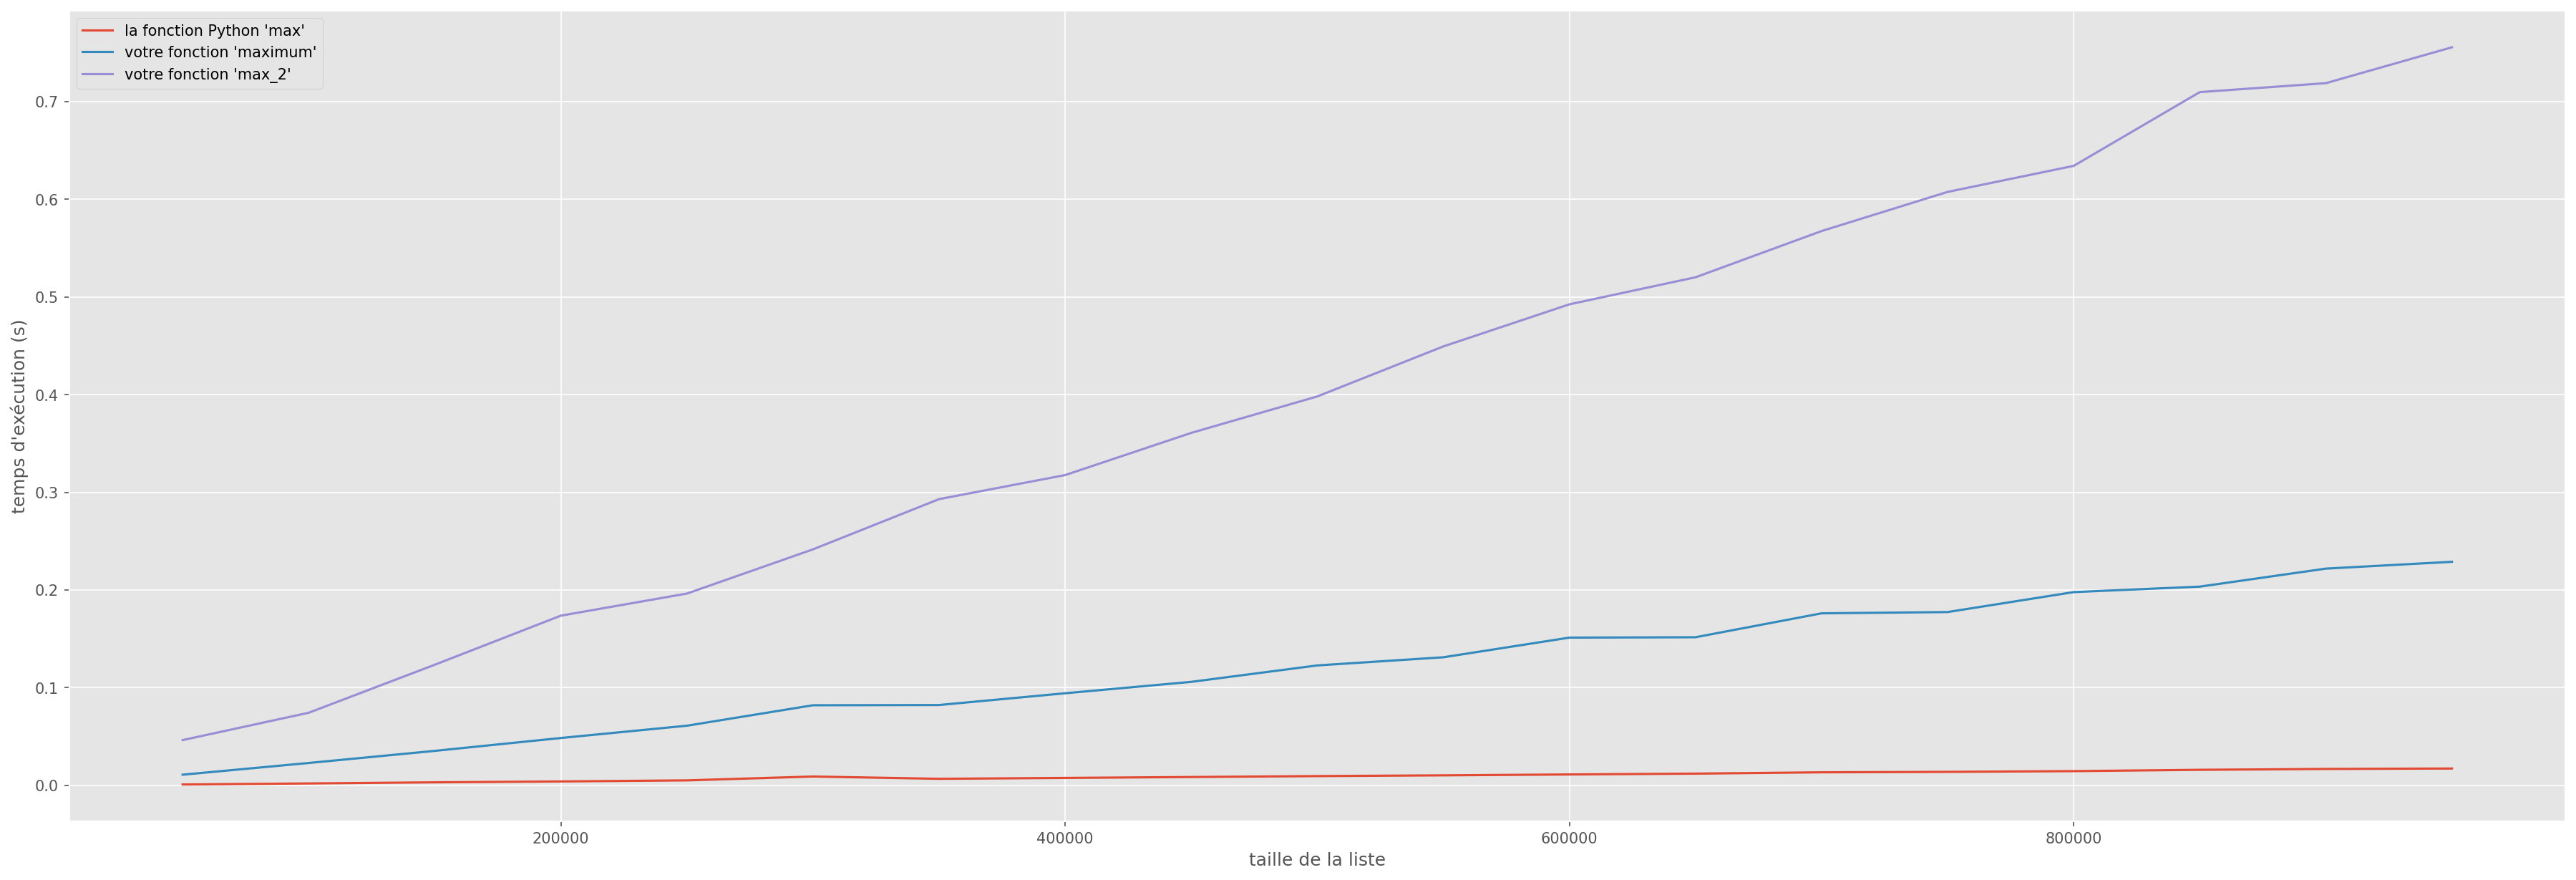 la fonction Python 'max'
votre fonction 'maximum'
votre fonction 'max_2'
0.7
0.6
0.5
0.4
0.3
0.2
0.1
0.0
temps d'exécution (s)
200000
400000
600000
800000
taille de la liste